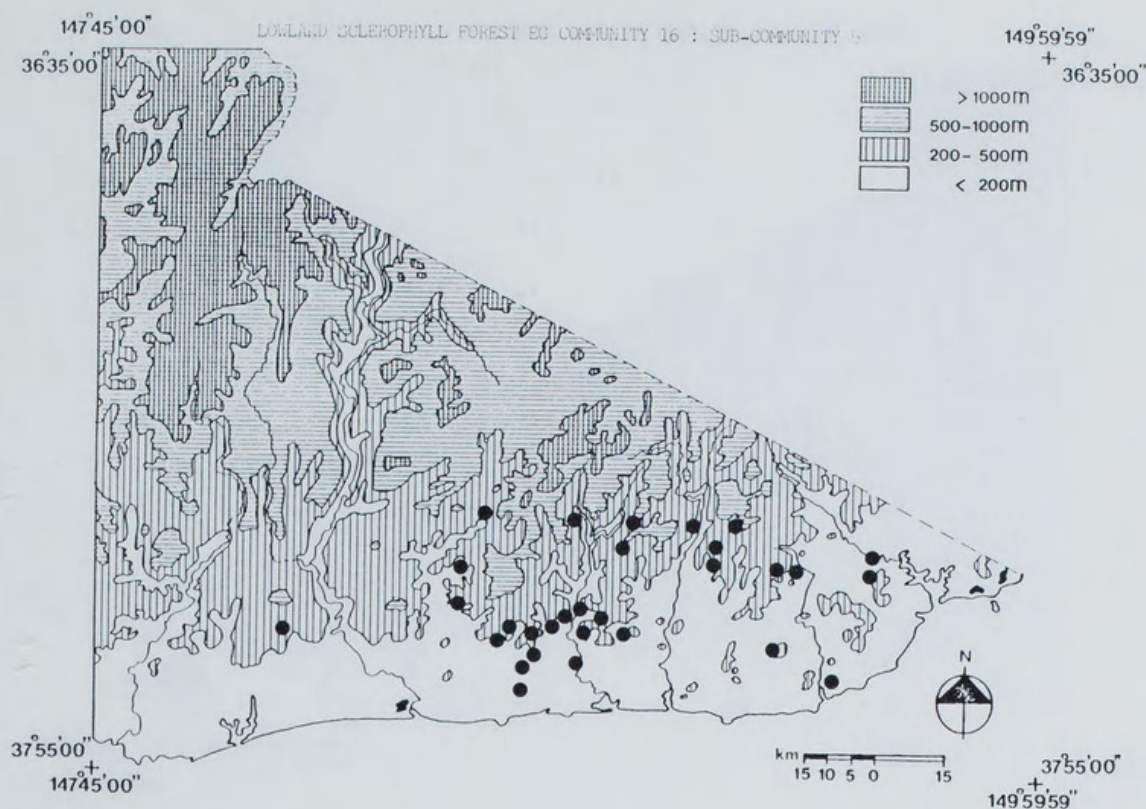 LOWLAND SCLEROPHYLL FOREST EG COMMUNITY 16 : SUB-COMMUNITY
147°45'00"
36°35'00"
149°59'59"
36°35'00"
>1000m
500-1000m
200-500m
< 200m
N
km
15 10 5 0 15
37°55'00"
147°45'00"
37°55'00"
149°59'59"